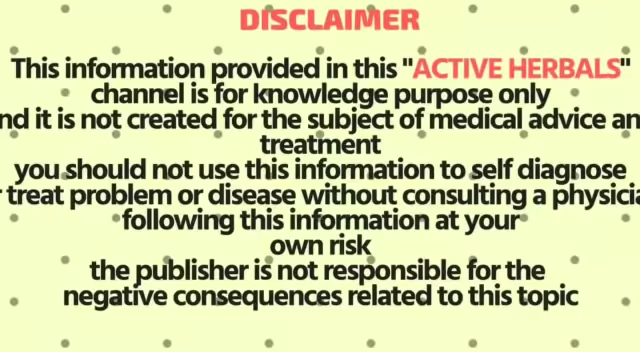 DISCLAIMER
This information provided in this "ACTIVE HERBALS"
channel is for knowledge purpose only
nd it is not created for the subject of medical advice an
treatment
you should not use this information to self diagnose
r treat problem or disease without consulting a physicia
following this information at your
own risk
the publisher is not responsible for the
negative consequences related to this topic